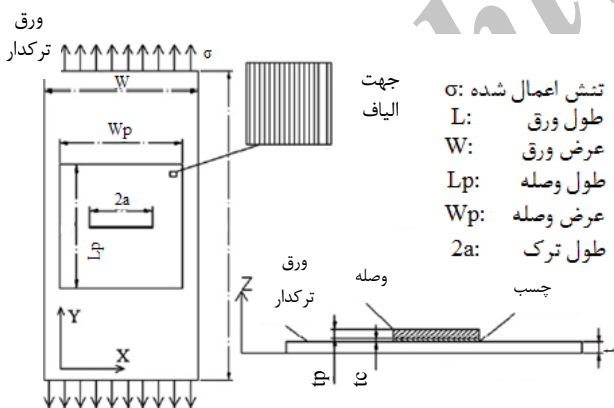 ورق
ترکدار
σ
W
Wp
2a
Lp
Y
X
جهت
الیاف
تنش اعمال شده :σ
طول ورق :L
عرض ورق :W
طول وصله :Lp
عرض وصله :Wp
طول ترک :2a
Z
ورق
ترکدار
وصله
چسب
tp
tc
t